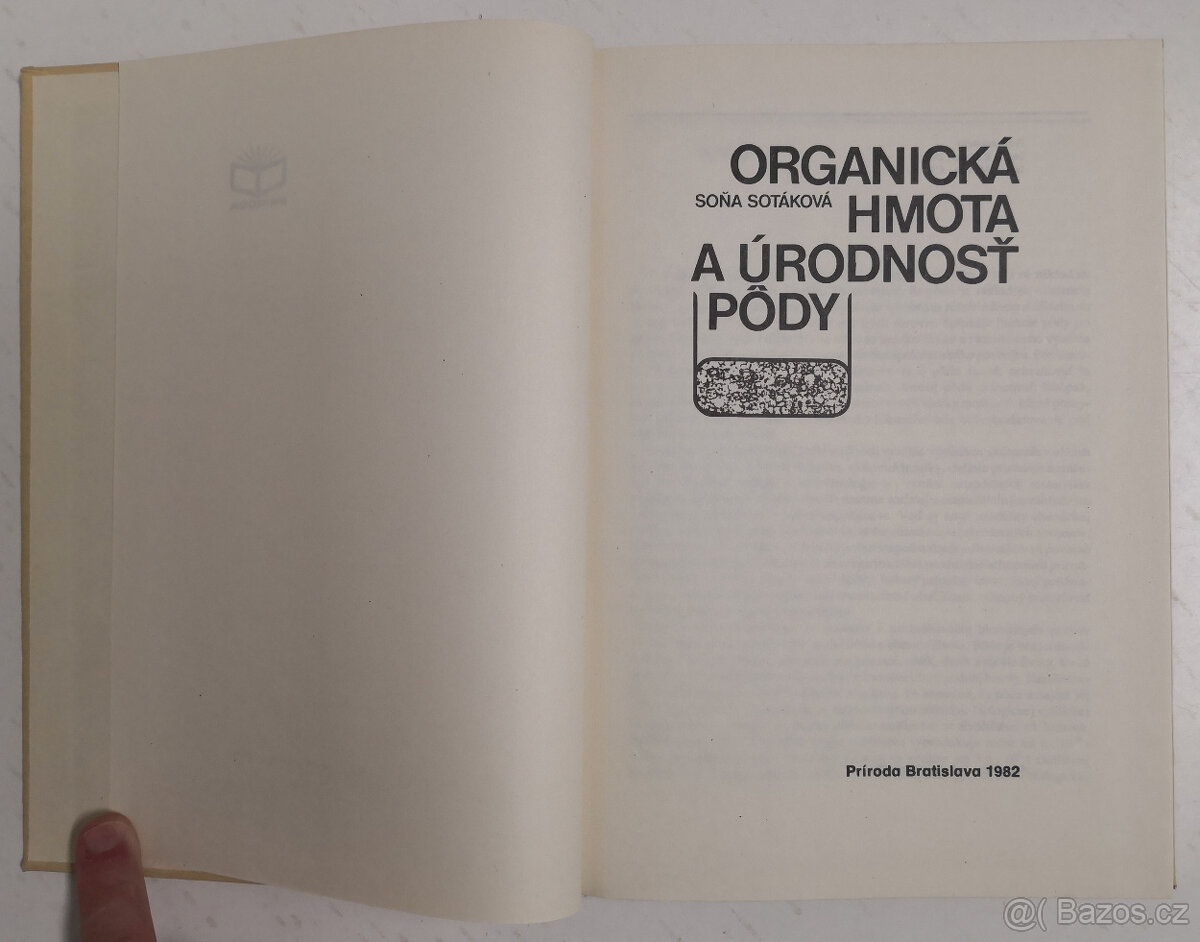 ORGANICKÁ
SOŇA SOTÁKOVÁ HMOTA
A ÚRODNOSŤ
PÔDY
Príroda Bratislava 1982
@( Bazos.cz